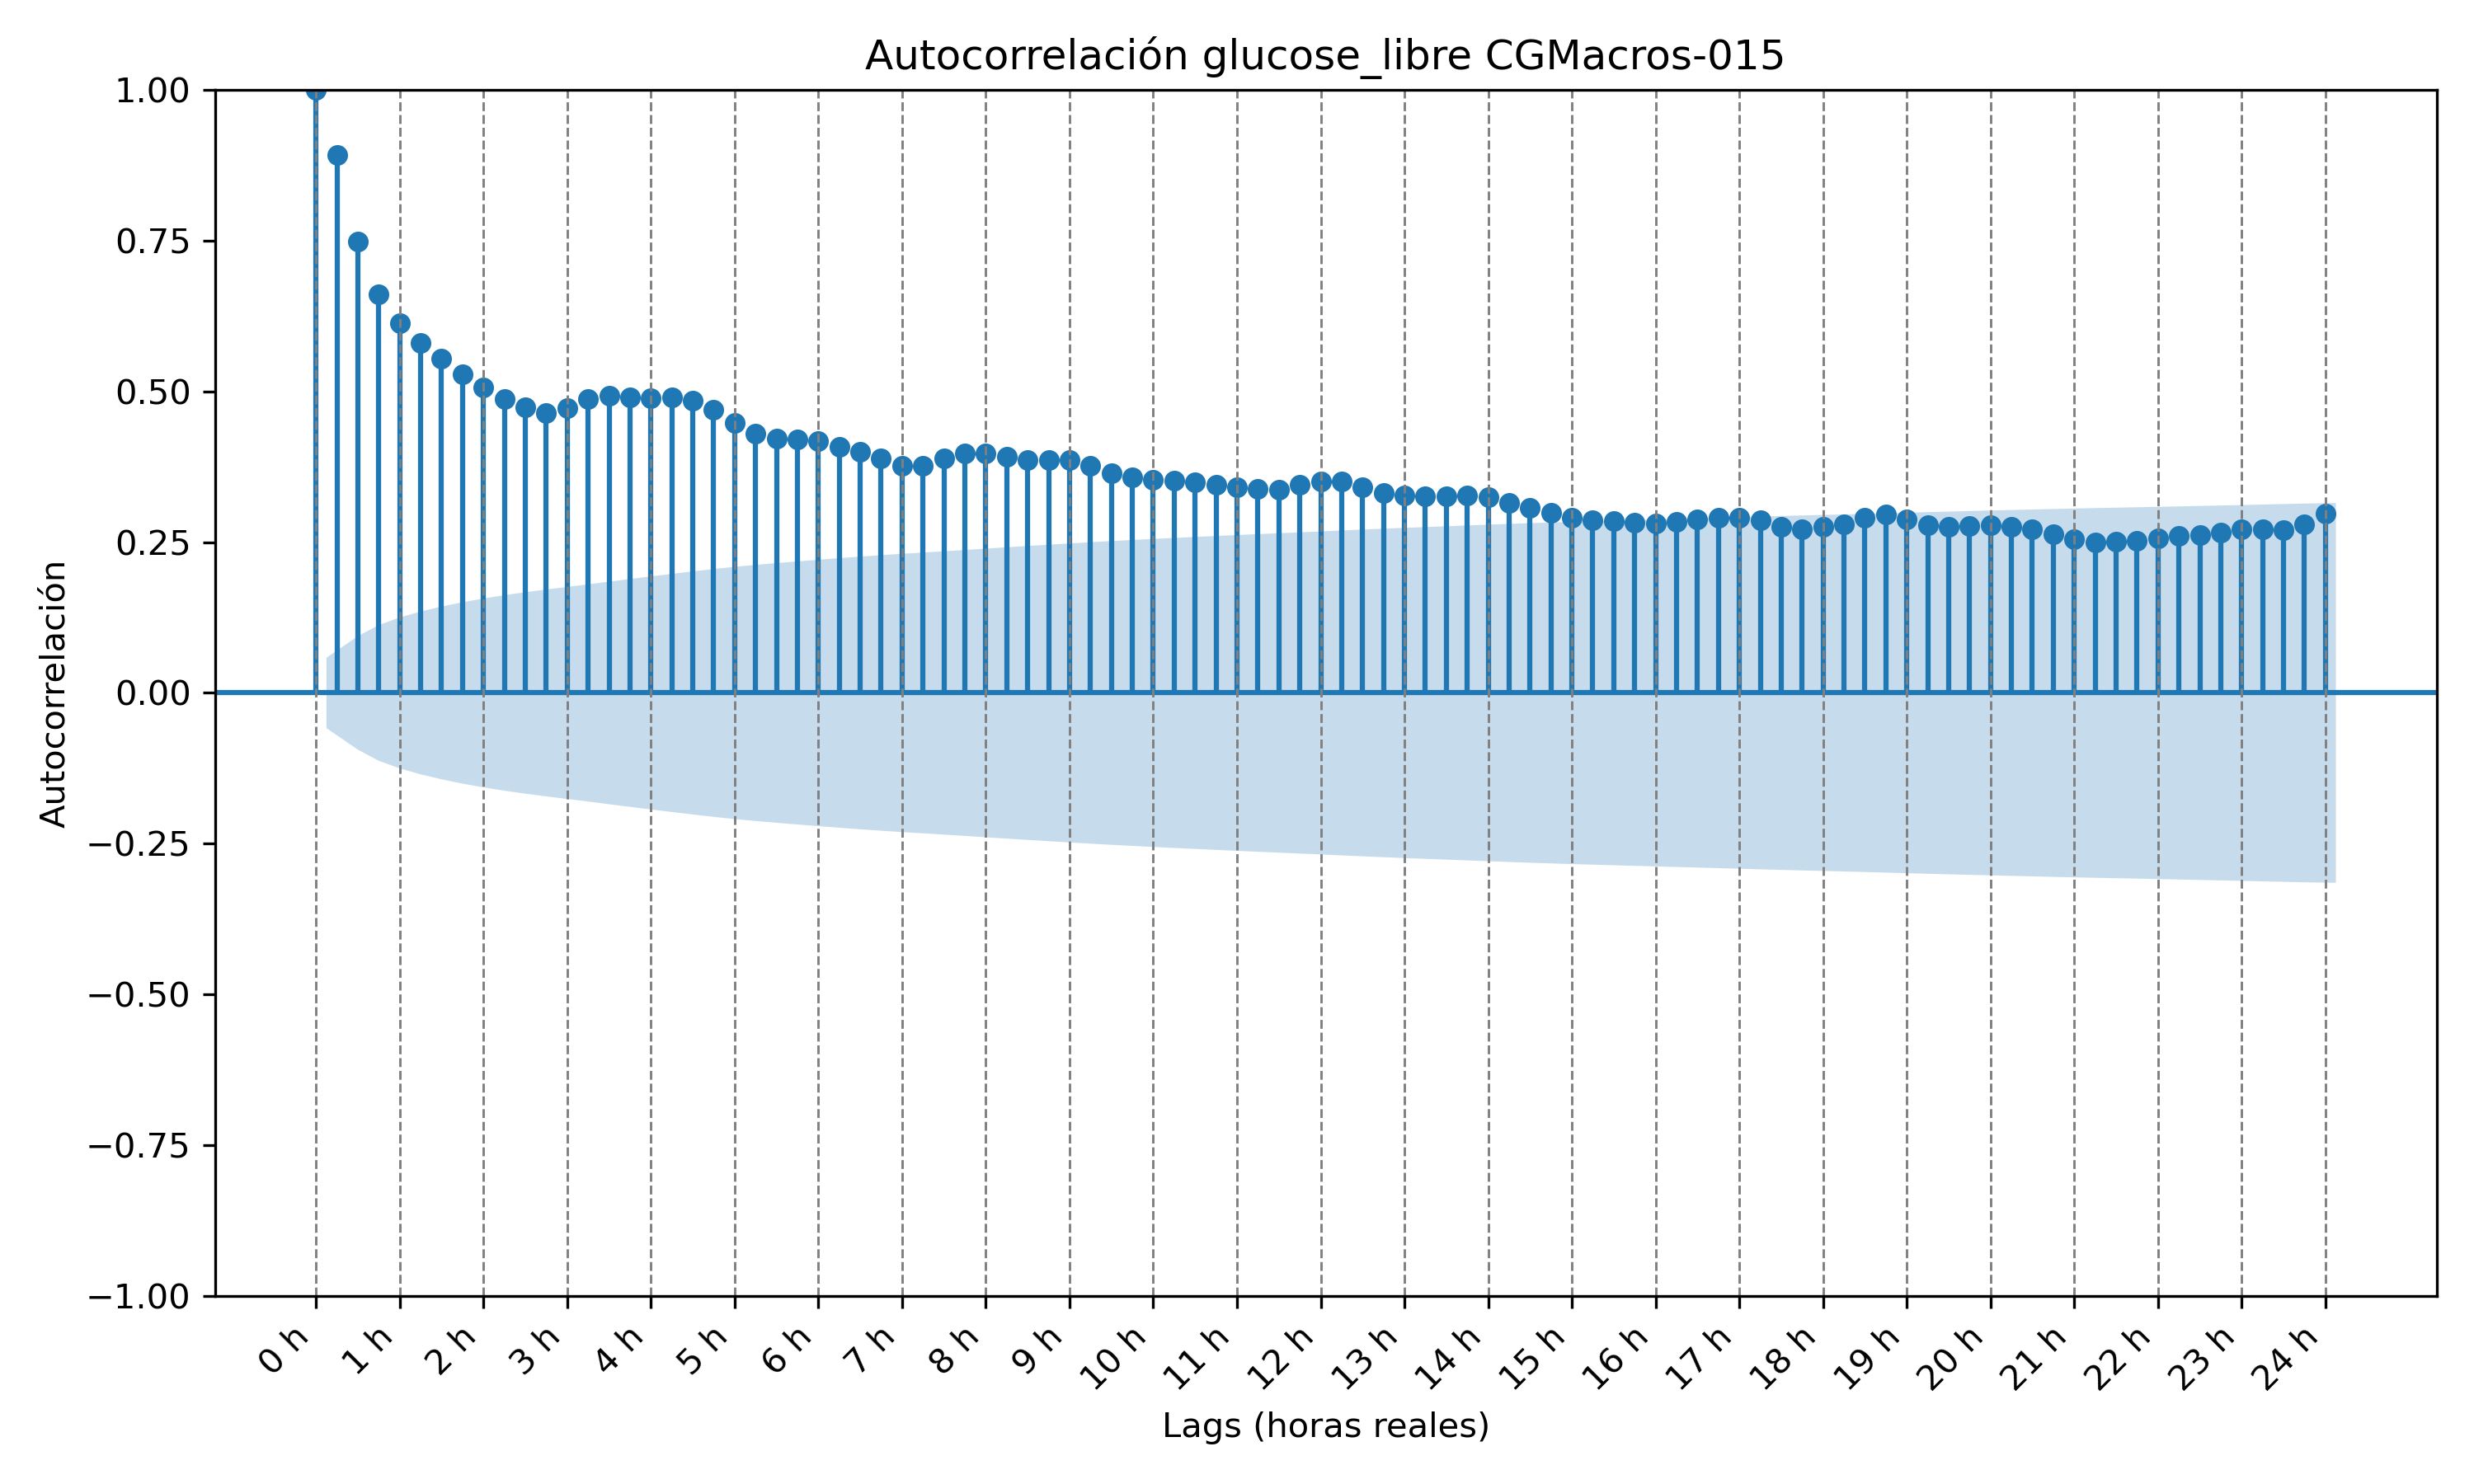 Autocorrelación glucose_libre CGMacros-015
1.00
0.75
0.50
0.25
0.00
−0.25
−0.50
−0.75
−1.00
Autocorrelación
0 h
1 h
2 h
3 h
4 h
5 h
6 h
7 h
8 h
9 h
10 h
11 h
12 h
13 h
14 h
15 h
16 h
17 h
18 h
19 h
20 h
21 h
22 h
23 h
24 h
Lags (horas reales)